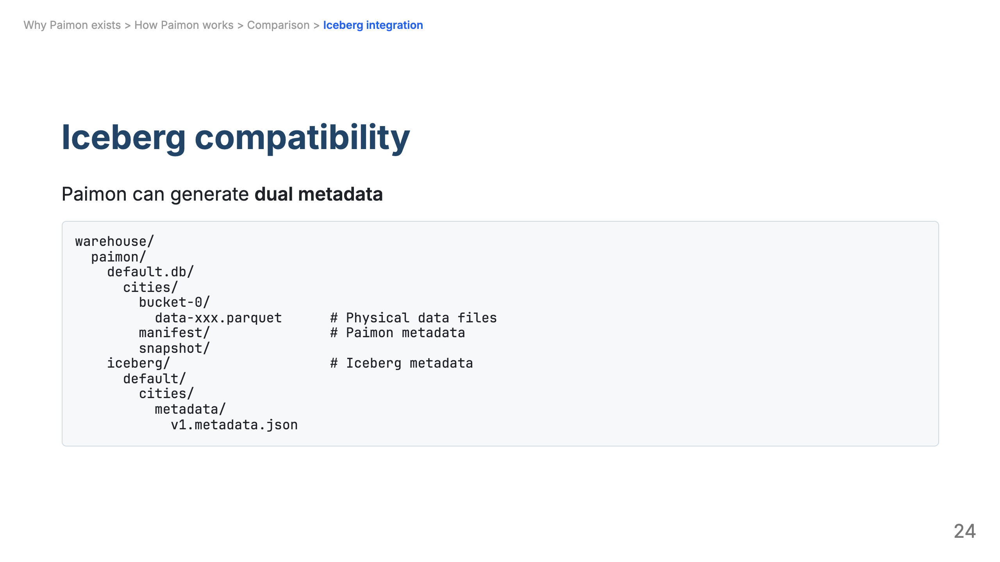 Why Paimon exists > How Paimon works > Comparison > Iceberg integration
Iceberg compatibility
Paimon can generate dual metadata
warehouse/
  paimon/
    default.db/
      cities/
        bucket-0/
          data-xxx.parquet      # Physical data files
        manifest/               # Paimon metadata
        snapshot/
    iceberg/                    # Iceberg metadata
      default/
        cities/
          metadata/
            v1.metadata.json
24